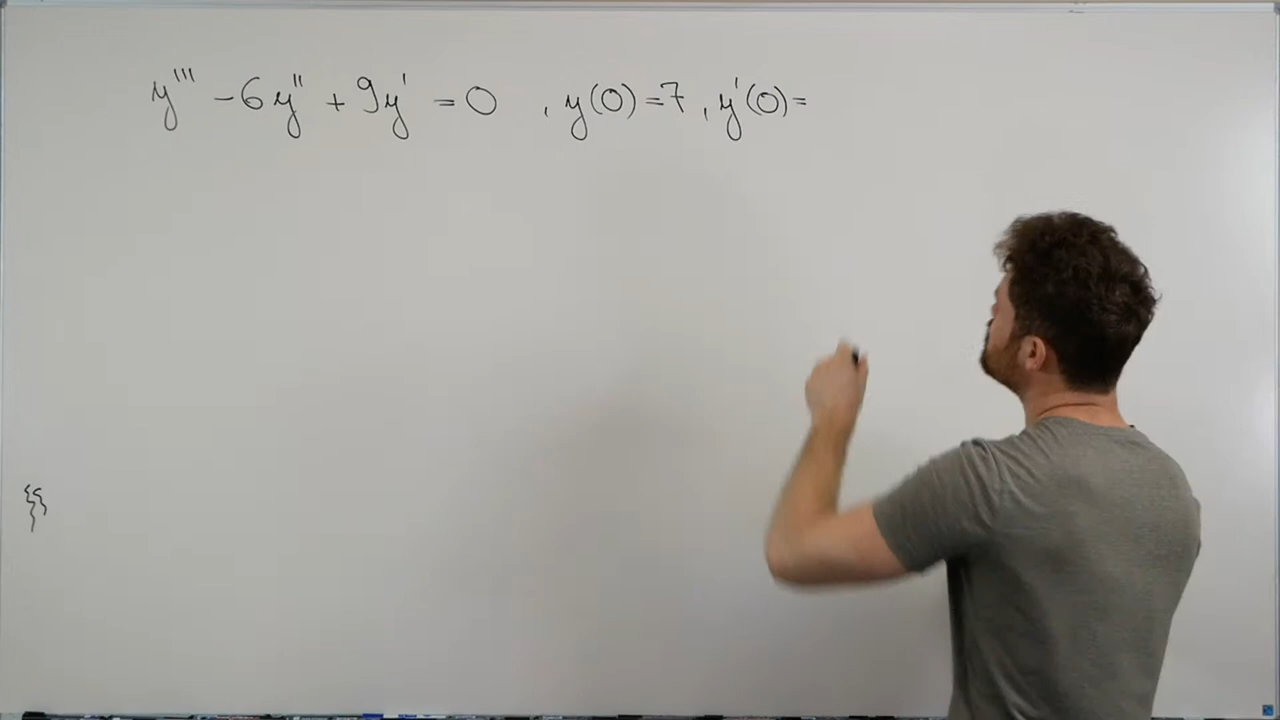 y''' - 6y'' + 9y' = 0 , y(0) = 7 , y'(0) =